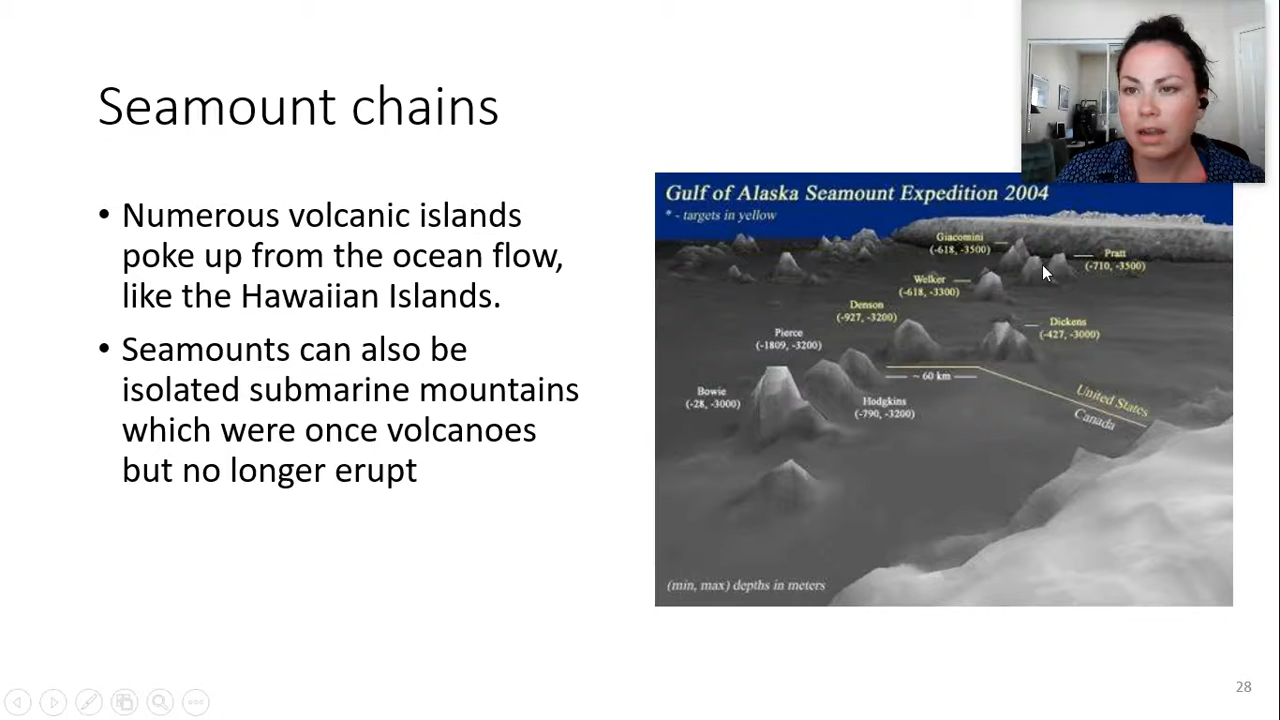 Seamount chains
• Numerous volcanic islands
poke up from the ocean flow,
like the Hawaiian Islands.
• Seamounts can also be
isolated submarine mountains
which were once volcanoes
but no longer erupt
Gulf of Alaska Seamount Expedition 2004
* - targets in yellow
Giacomini
(-618, -3500)
Pratt
(-710, -3500)
Welker
(-618, -3300)
Denson
(-927, -3200)
Dickens
(-427, -3000)
Pierce
(-1809, -3200)
~ 60 km
Bowie
(-28, -3000)
Hodgkins
(-790, -3200)
United States
Canada
(min, max) depths in meters
28